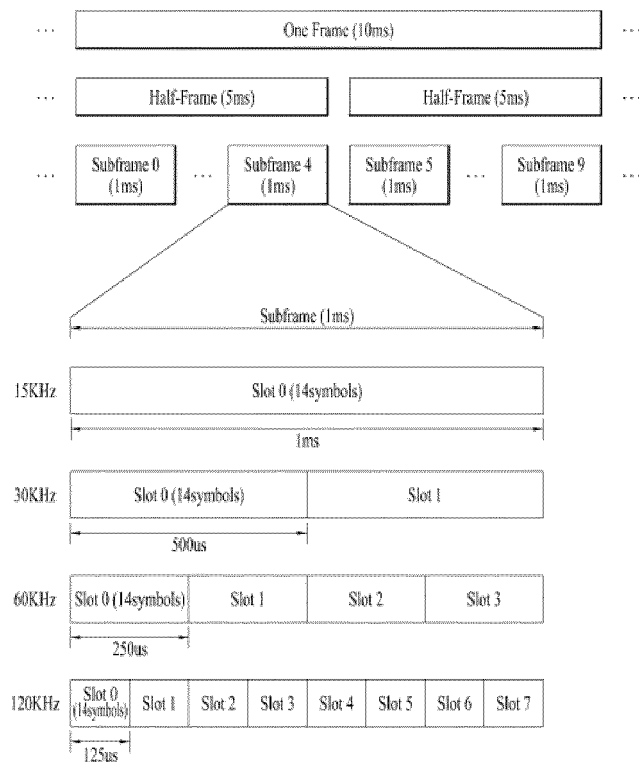 ... One Frame (10ms) ...
... Half-Frame (5ms) Half-Frame (5ms) ...
... Subframe 0 (1ms) ... Subframe 4 (1ms) Subframe 5 (1ms) ... Subframe 9 (1ms) ...
Subframe (1ms)
15KHz Slot 0 (14symbols)
1ms
30KHz Slot 0 (14symbols) Slot 1
500us
60KHz Slot 0 (14symbols) Slot 1 Slot 2 Slot 3
250us
120KHz Slot 0 (14symbols) Slot 1 Slot 2 Slot 3 Slot 4 Slot 5 Slot 6 Slot 7
125us